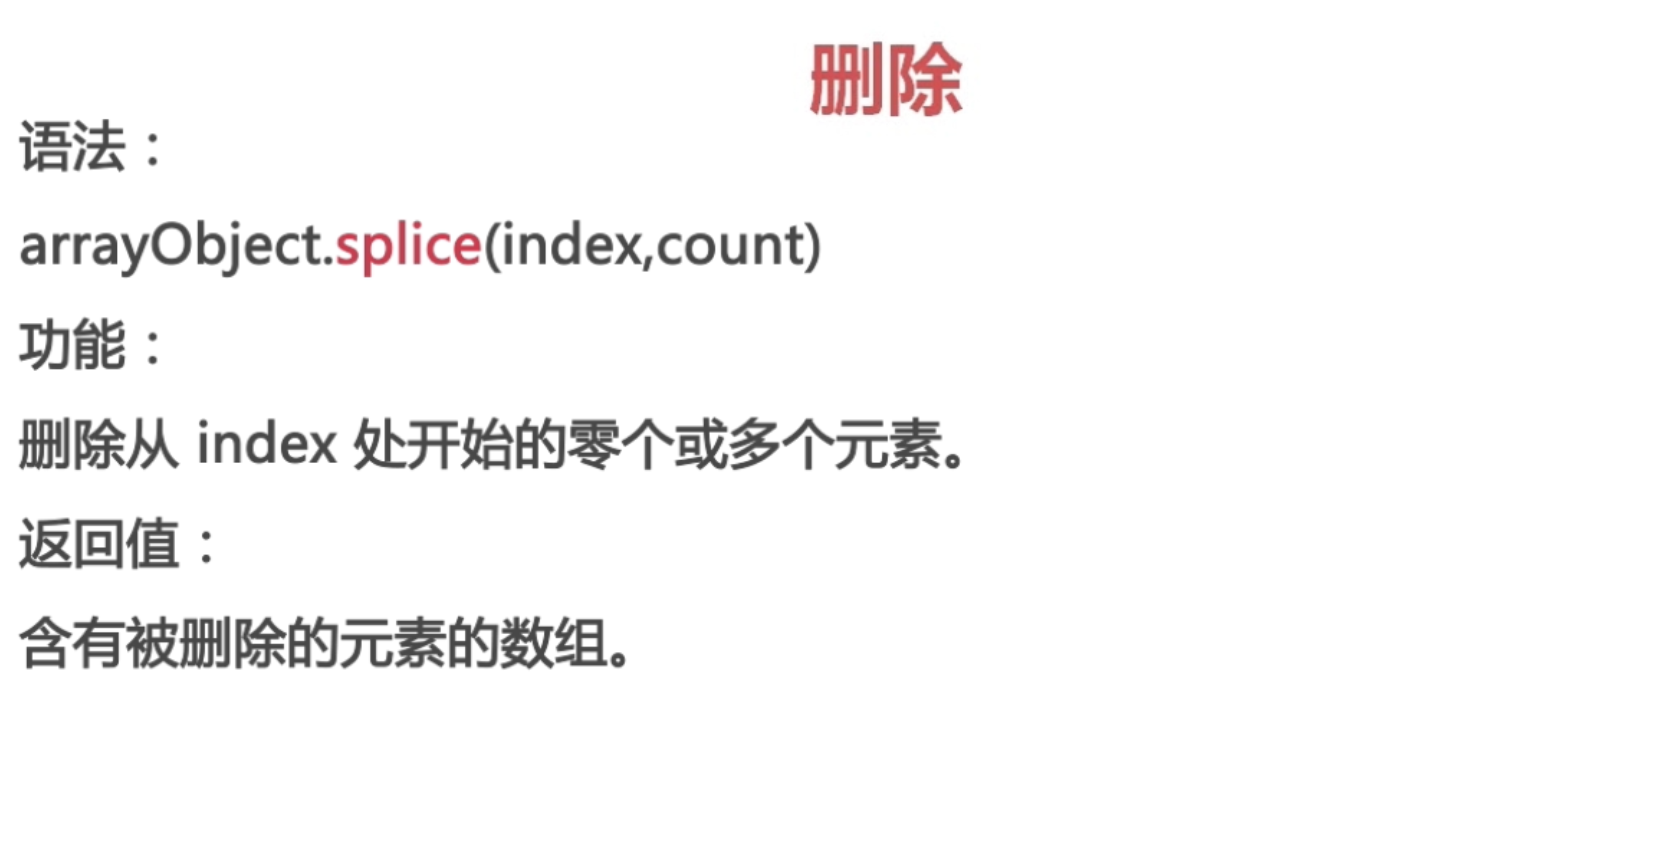 删除
语法：
arrayObject.splice(index,count)
功能：
删除从 index 处开始的零个或多个元素。
返回值：
含有被删除的元素的数组。